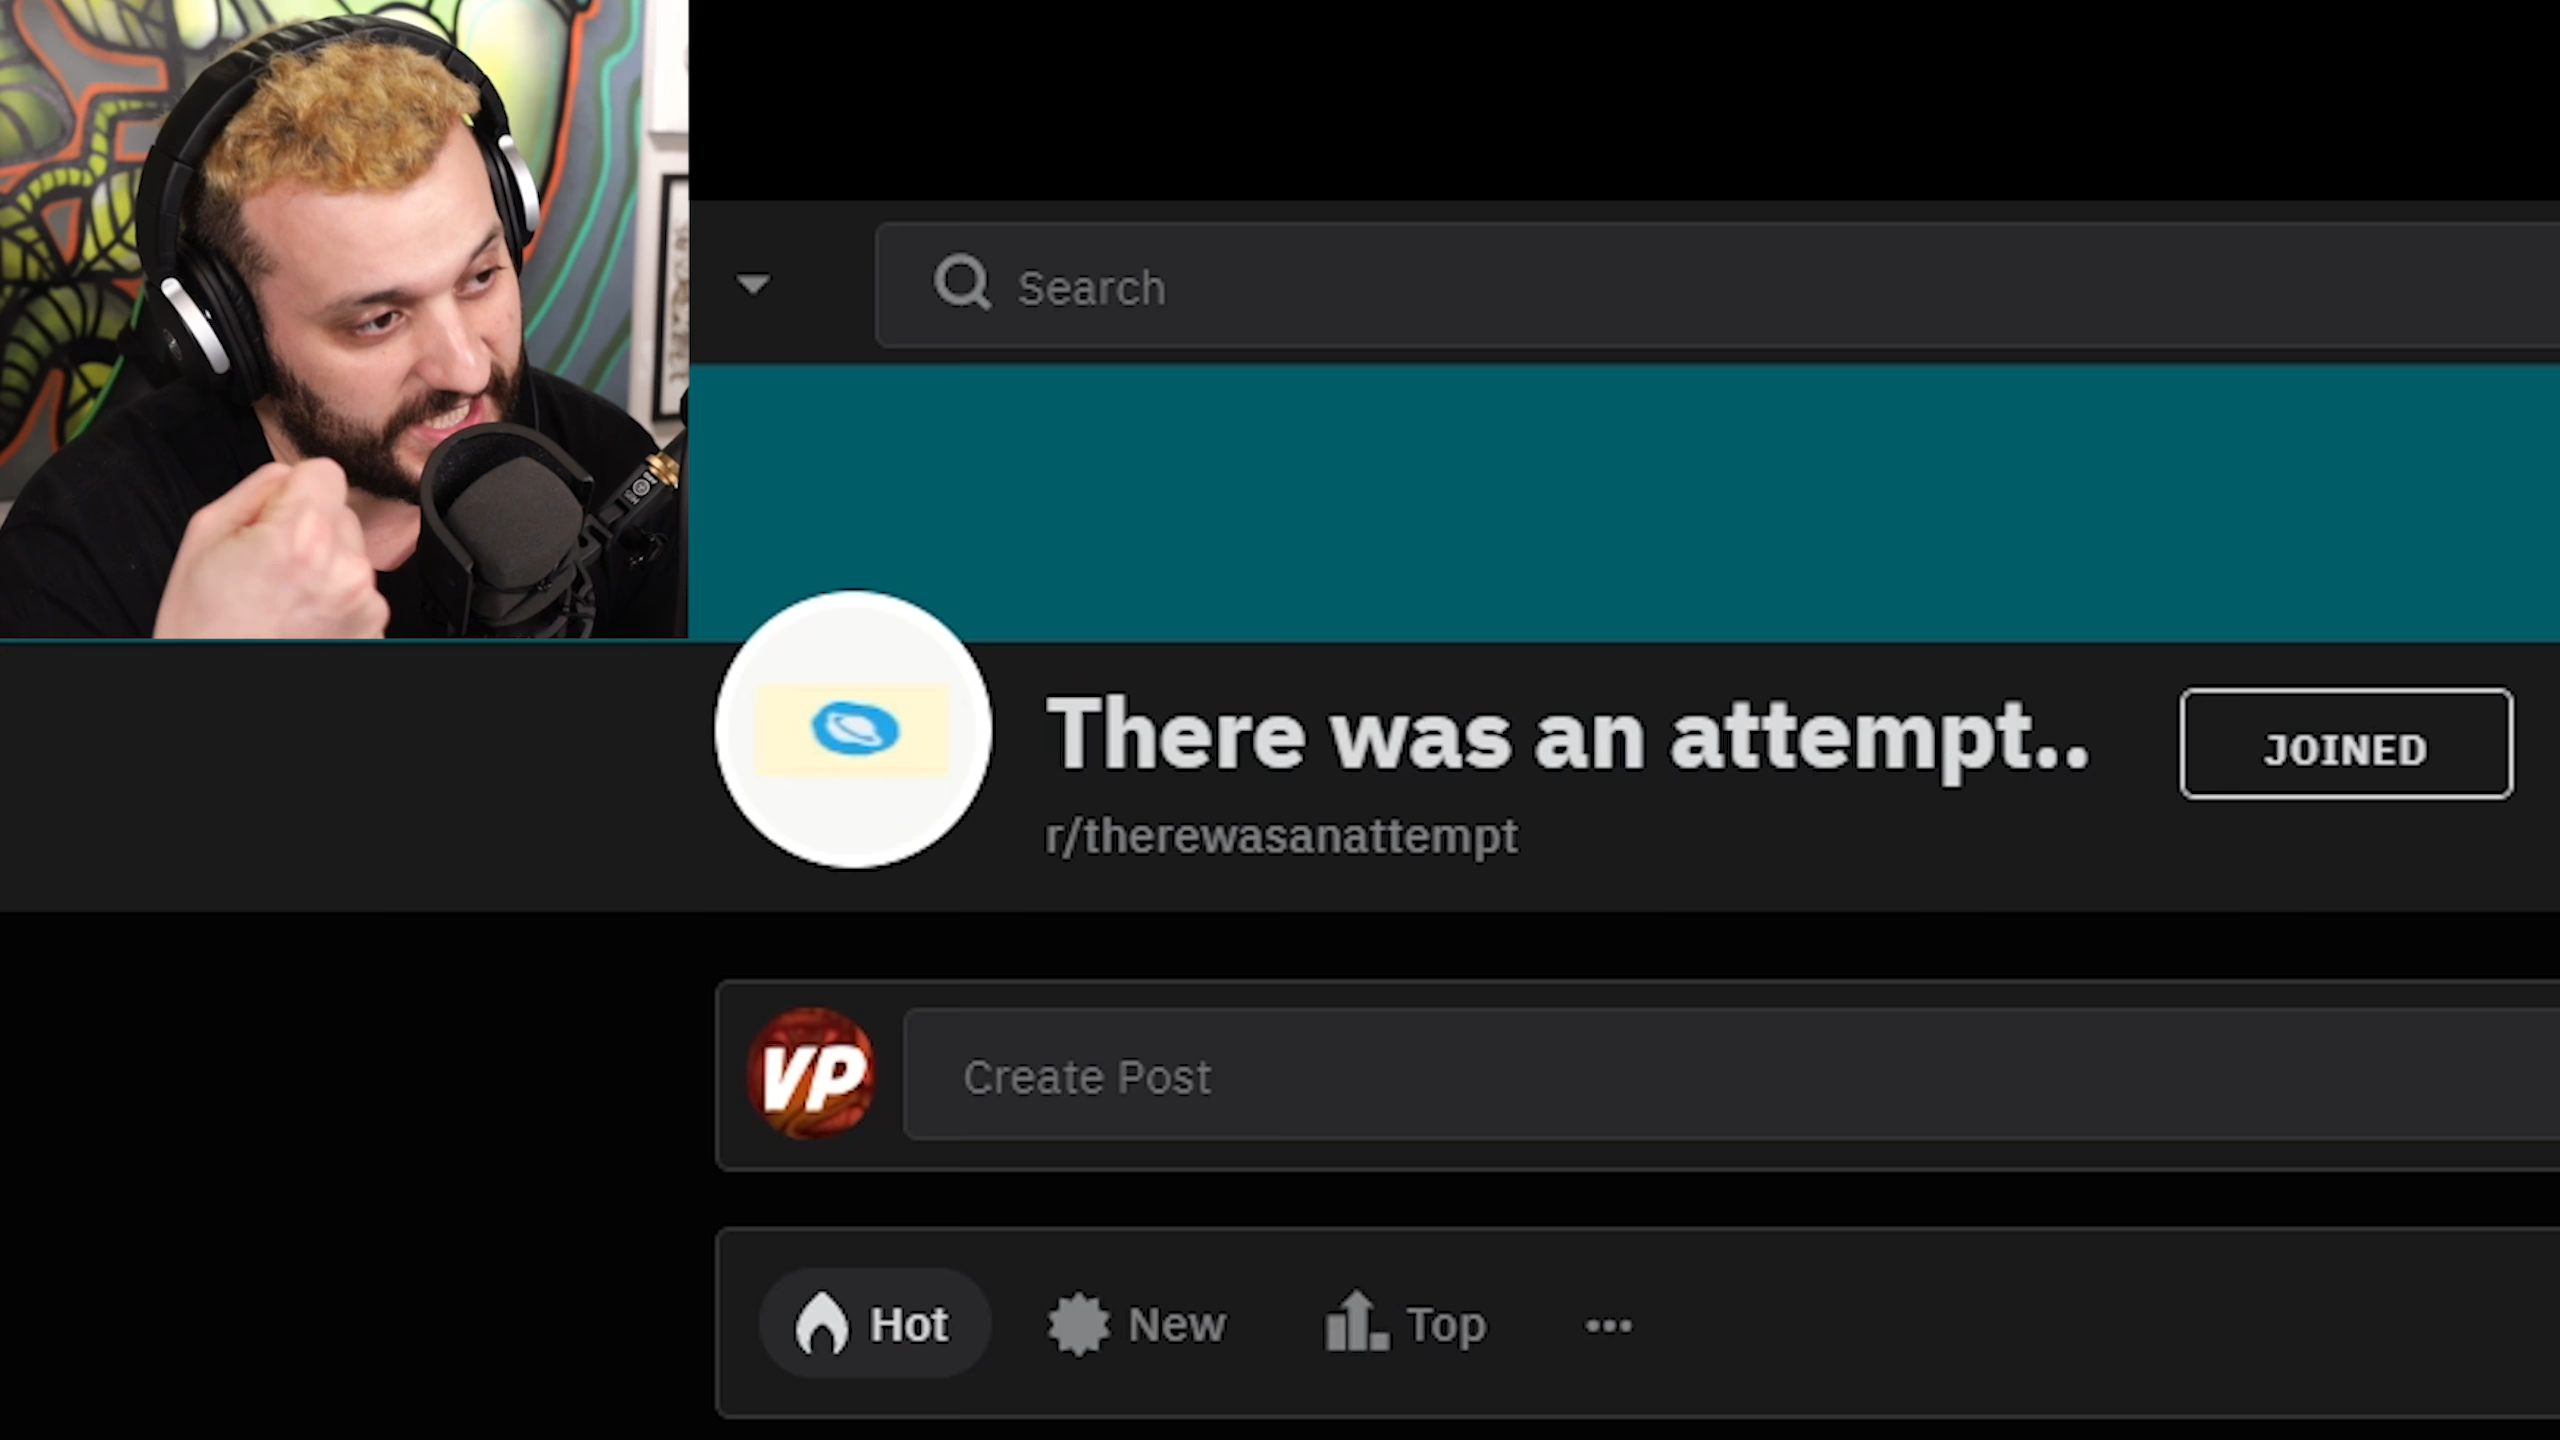 Search
There was an attempt..
JOINED
r/therewasanattempt
VP
Create Post
Hot
New
Top